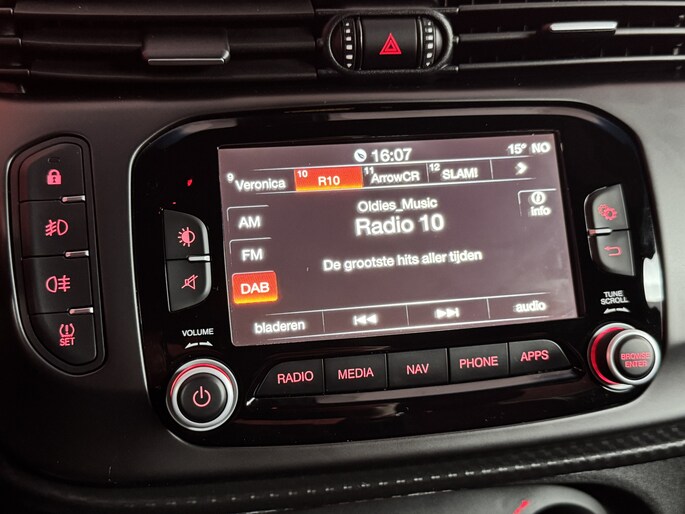 16:07
15° NO
9 Veronica
10 R10
11 ArrowCR
12 SLAM!
AM
Oldies_Music
info
Radio 10
FM
De grootste hits aller tijden
DAB
bladeren
audio
SET
VOLUME
TUNE
SCROLL
RADIO
MEDIA
NAV
PHONE
APPS
BROWSE
ENTER